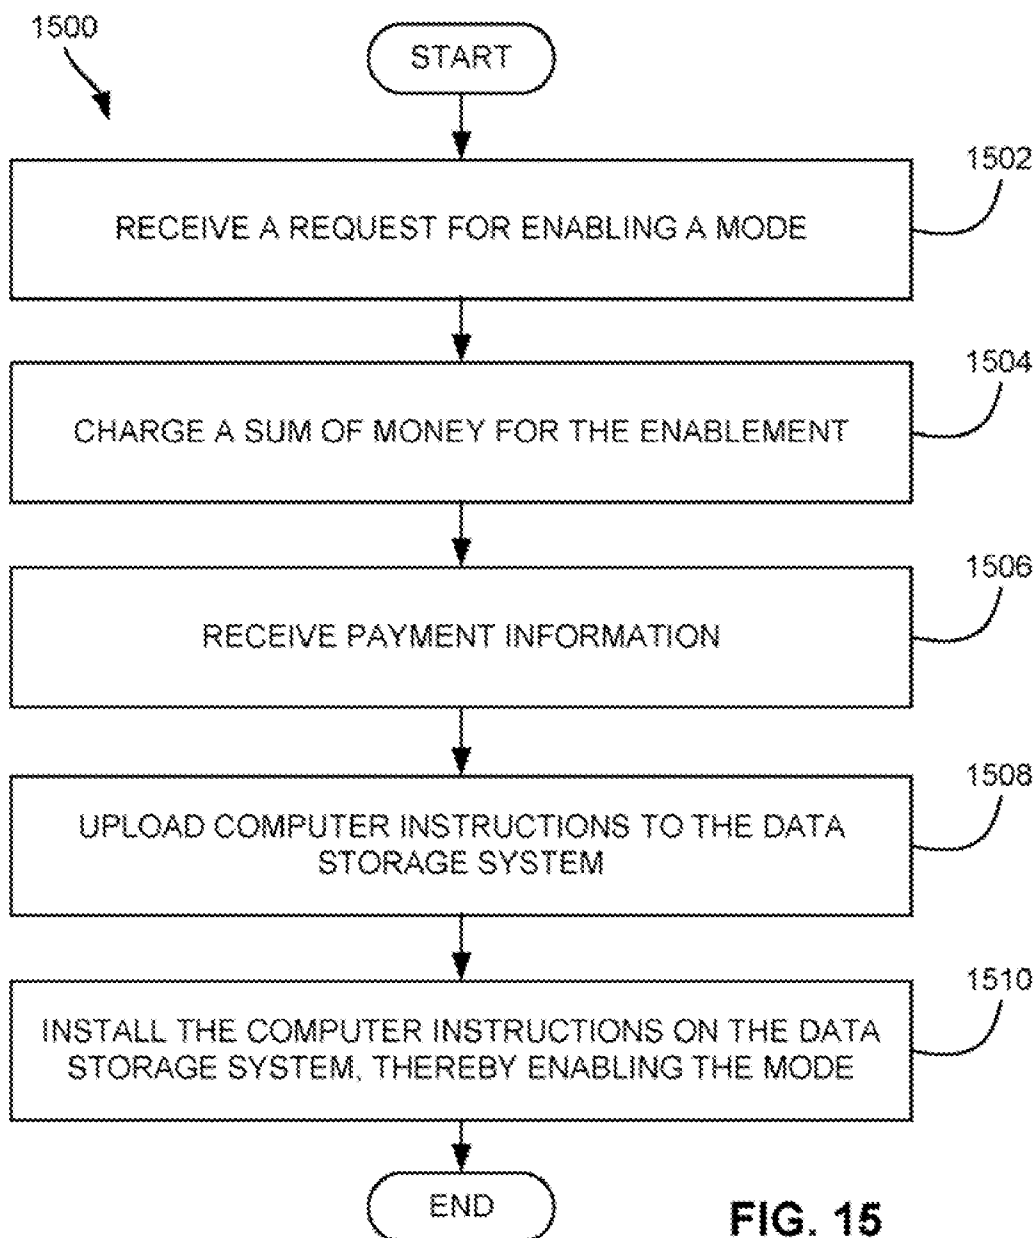 1500
START
1502
RECEIVE A REQUEST FOR ENABLING A MODE
1504
CHARGE A SUM OF MONEY FOR THE ENABLEMENT
1506
RECEIVE PAYMENT INFORMATION
1508
UPLOAD COMPUTER INSTRUCTIONS TO THE DATA
STORAGE SYSTEM
1510
INSTALL THE COMPUTER INSTRUCTIONS ON THE DATA
STORAGE SYSTEM, THEREBY ENABLING THE MODE
END
FIG. 15